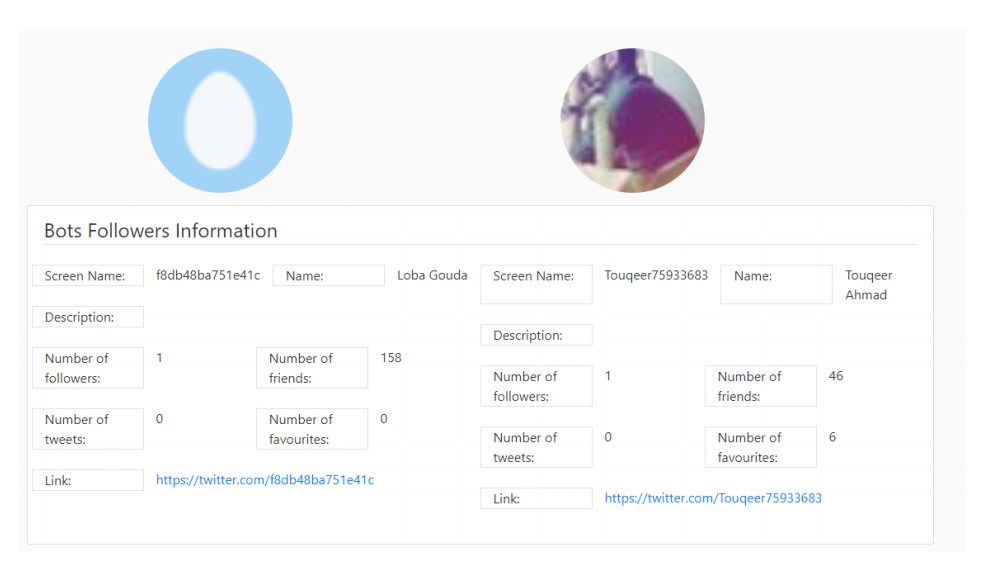 Bots Followers Information
Screen Name: f8db48ba751e41c Name: Loba Gouda
Description:
Number of followers: 1 Number of friends: 158
Number of tweets: 0 Number of favourites: 0
Link: https://twitter.com/f8db48ba751e41c
Screen Name: Touqeer75933683 Name: Touqeer Ahmad
Description:
Number of followers: 1 Number of friends: 46
Number of tweets: 0 Number of favourites: 6
Link: https://twitter.com/Touqeer75933683